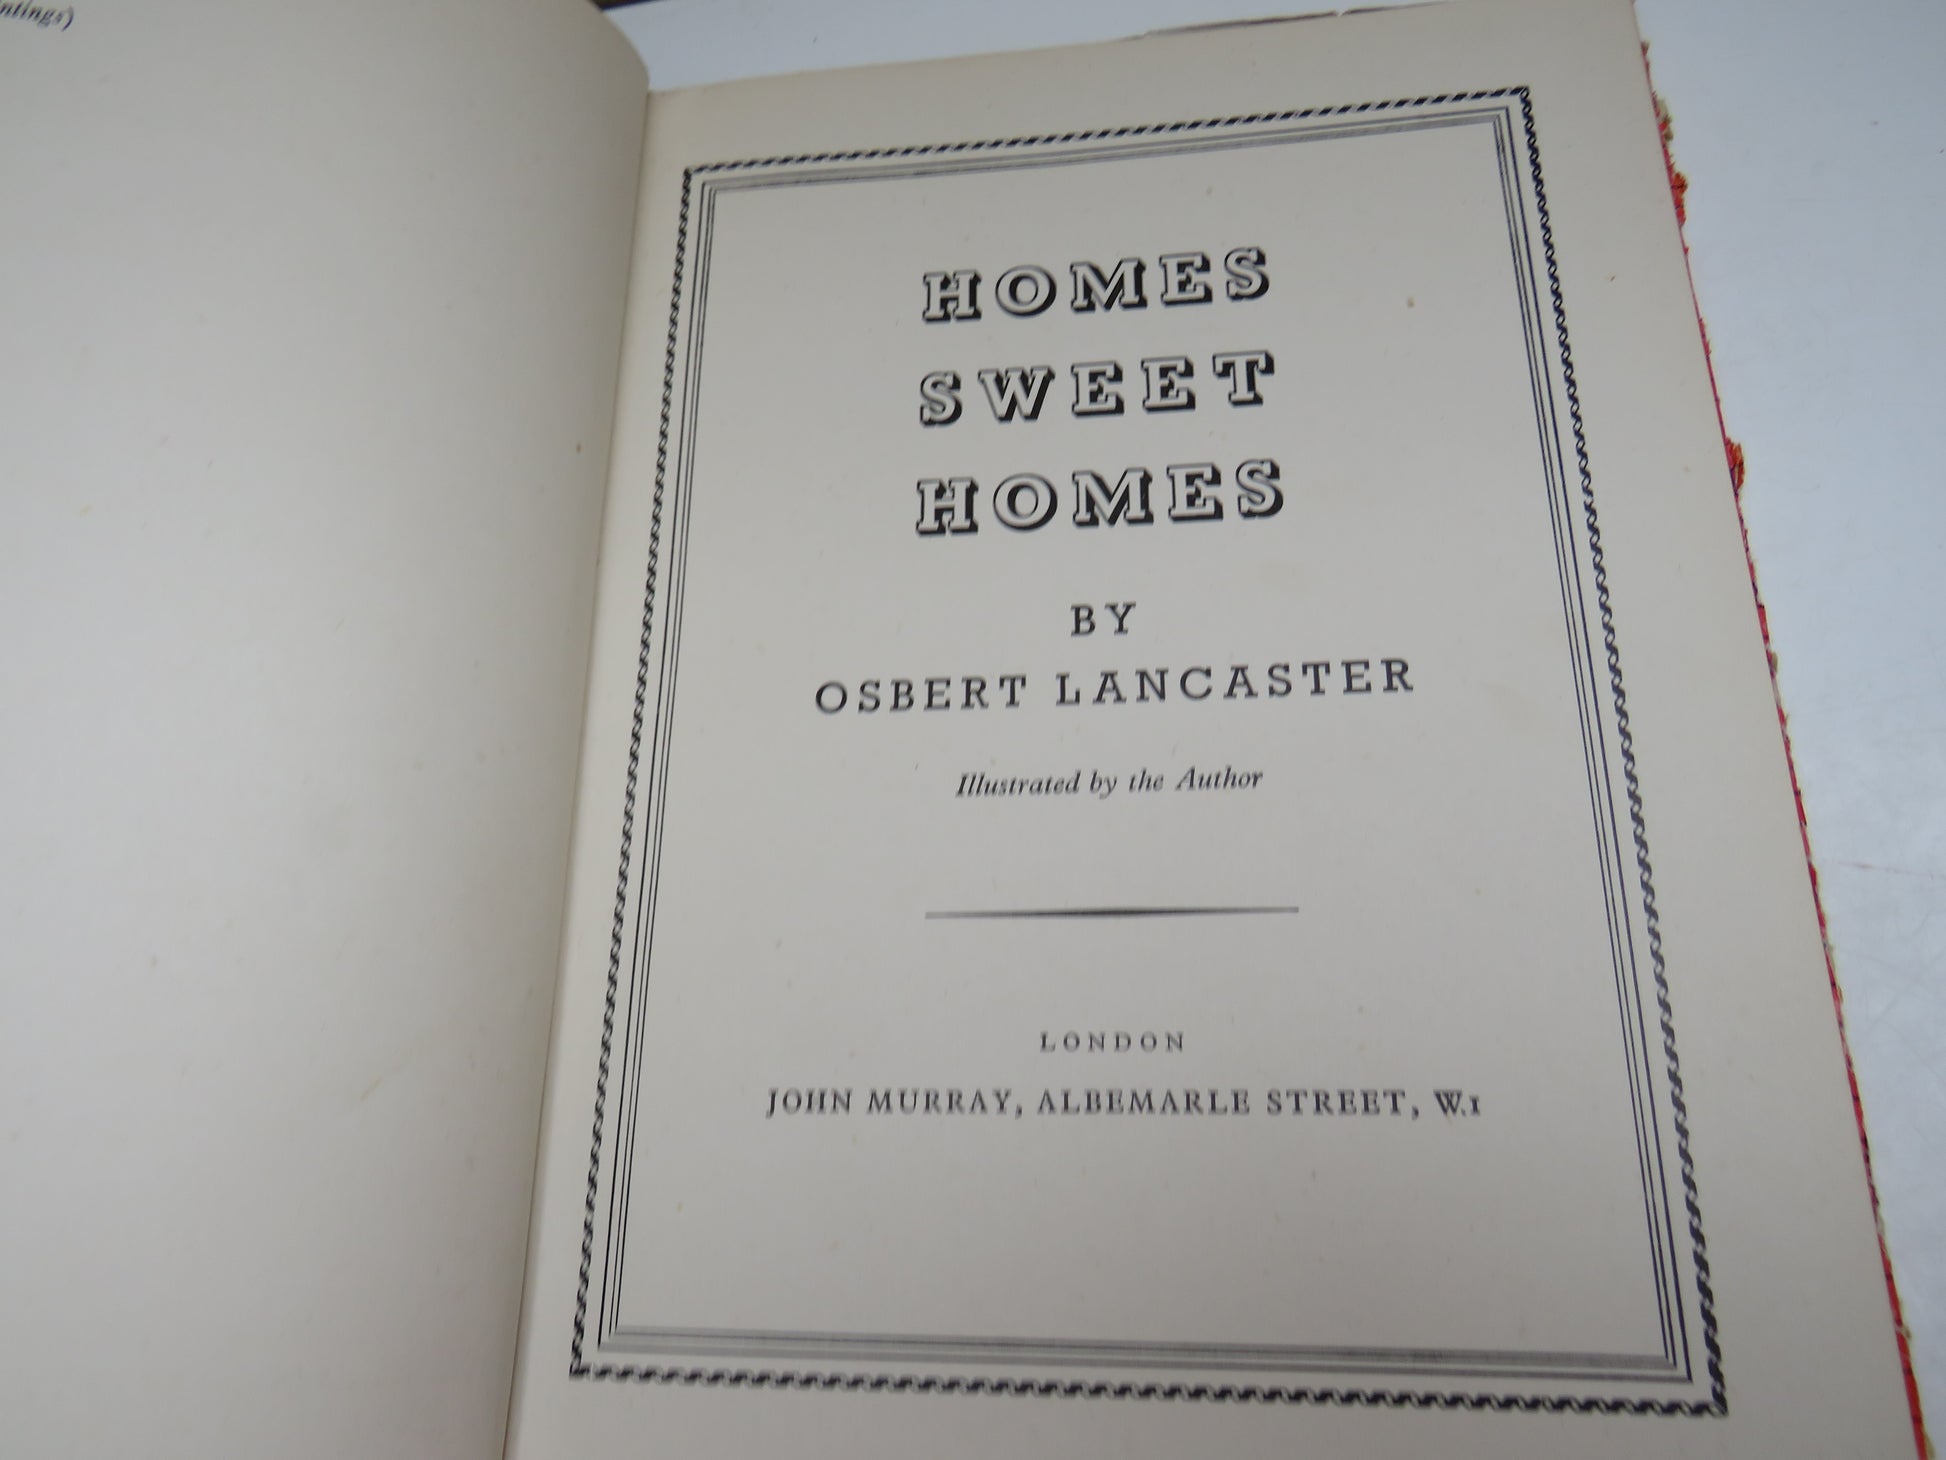 HOMES
SWEET
HOMES
BY
OSBERT LANCASTER
Illustrated by the Author
LONDON
JOHN MURRAY, ALBEMARLE STREET, W.1